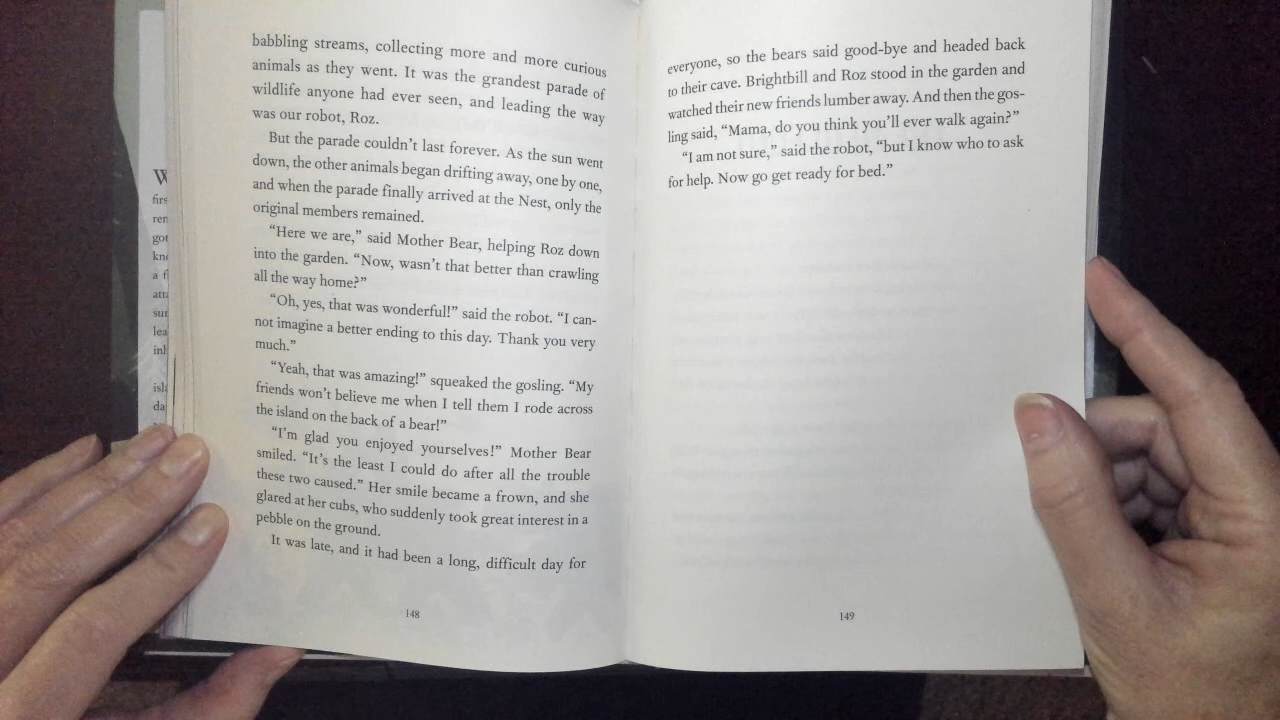 babbling streams, collecting more and more curious
animals as they went. It was the grandest parade of
wildlife anyone had ever seen, and leading the way
was our robot, Roz.
But the parade couldn't last forever. As the sun went
down, the other animals began drifting away, one by one,
and when the parade finally arrived at the Nest, only the
original members remained.
“Here we are,” said Mother Bear, helping Roz down
into the garden. “Now, wasn't that better than crawling
all the way home?”
“Oh, yes, that was wonderful!” said the robot. “I can-
not imagine a better ending to this day. Thank you very
much.”
“Yeah, that was amazing!” squeaked the gosling. “My
friends won't believe me when I tell them I rode across
the island on the back of a bear!”
“I'm glad you enjoyed yourselves!” Mother Bear
smiled. “It's the least I could do after all the trouble
these two caused.” Her smile became a frown, and she
glared at her cubs, who suddenly took great interest in a
pebble on the ground.
It was late, and it had been a long, difficult day for
148
everyone, so the bears said good-bye and headed back
to their cave. Brightbill and Roz stood in the garden and
watched their new friends lumber away. And then the gos-
ling said, “Mama, do you think you'll ever walk again?”
“I am not sure,” said the robot, “but I know who to ask
for help. Now go get ready for bed.”
149